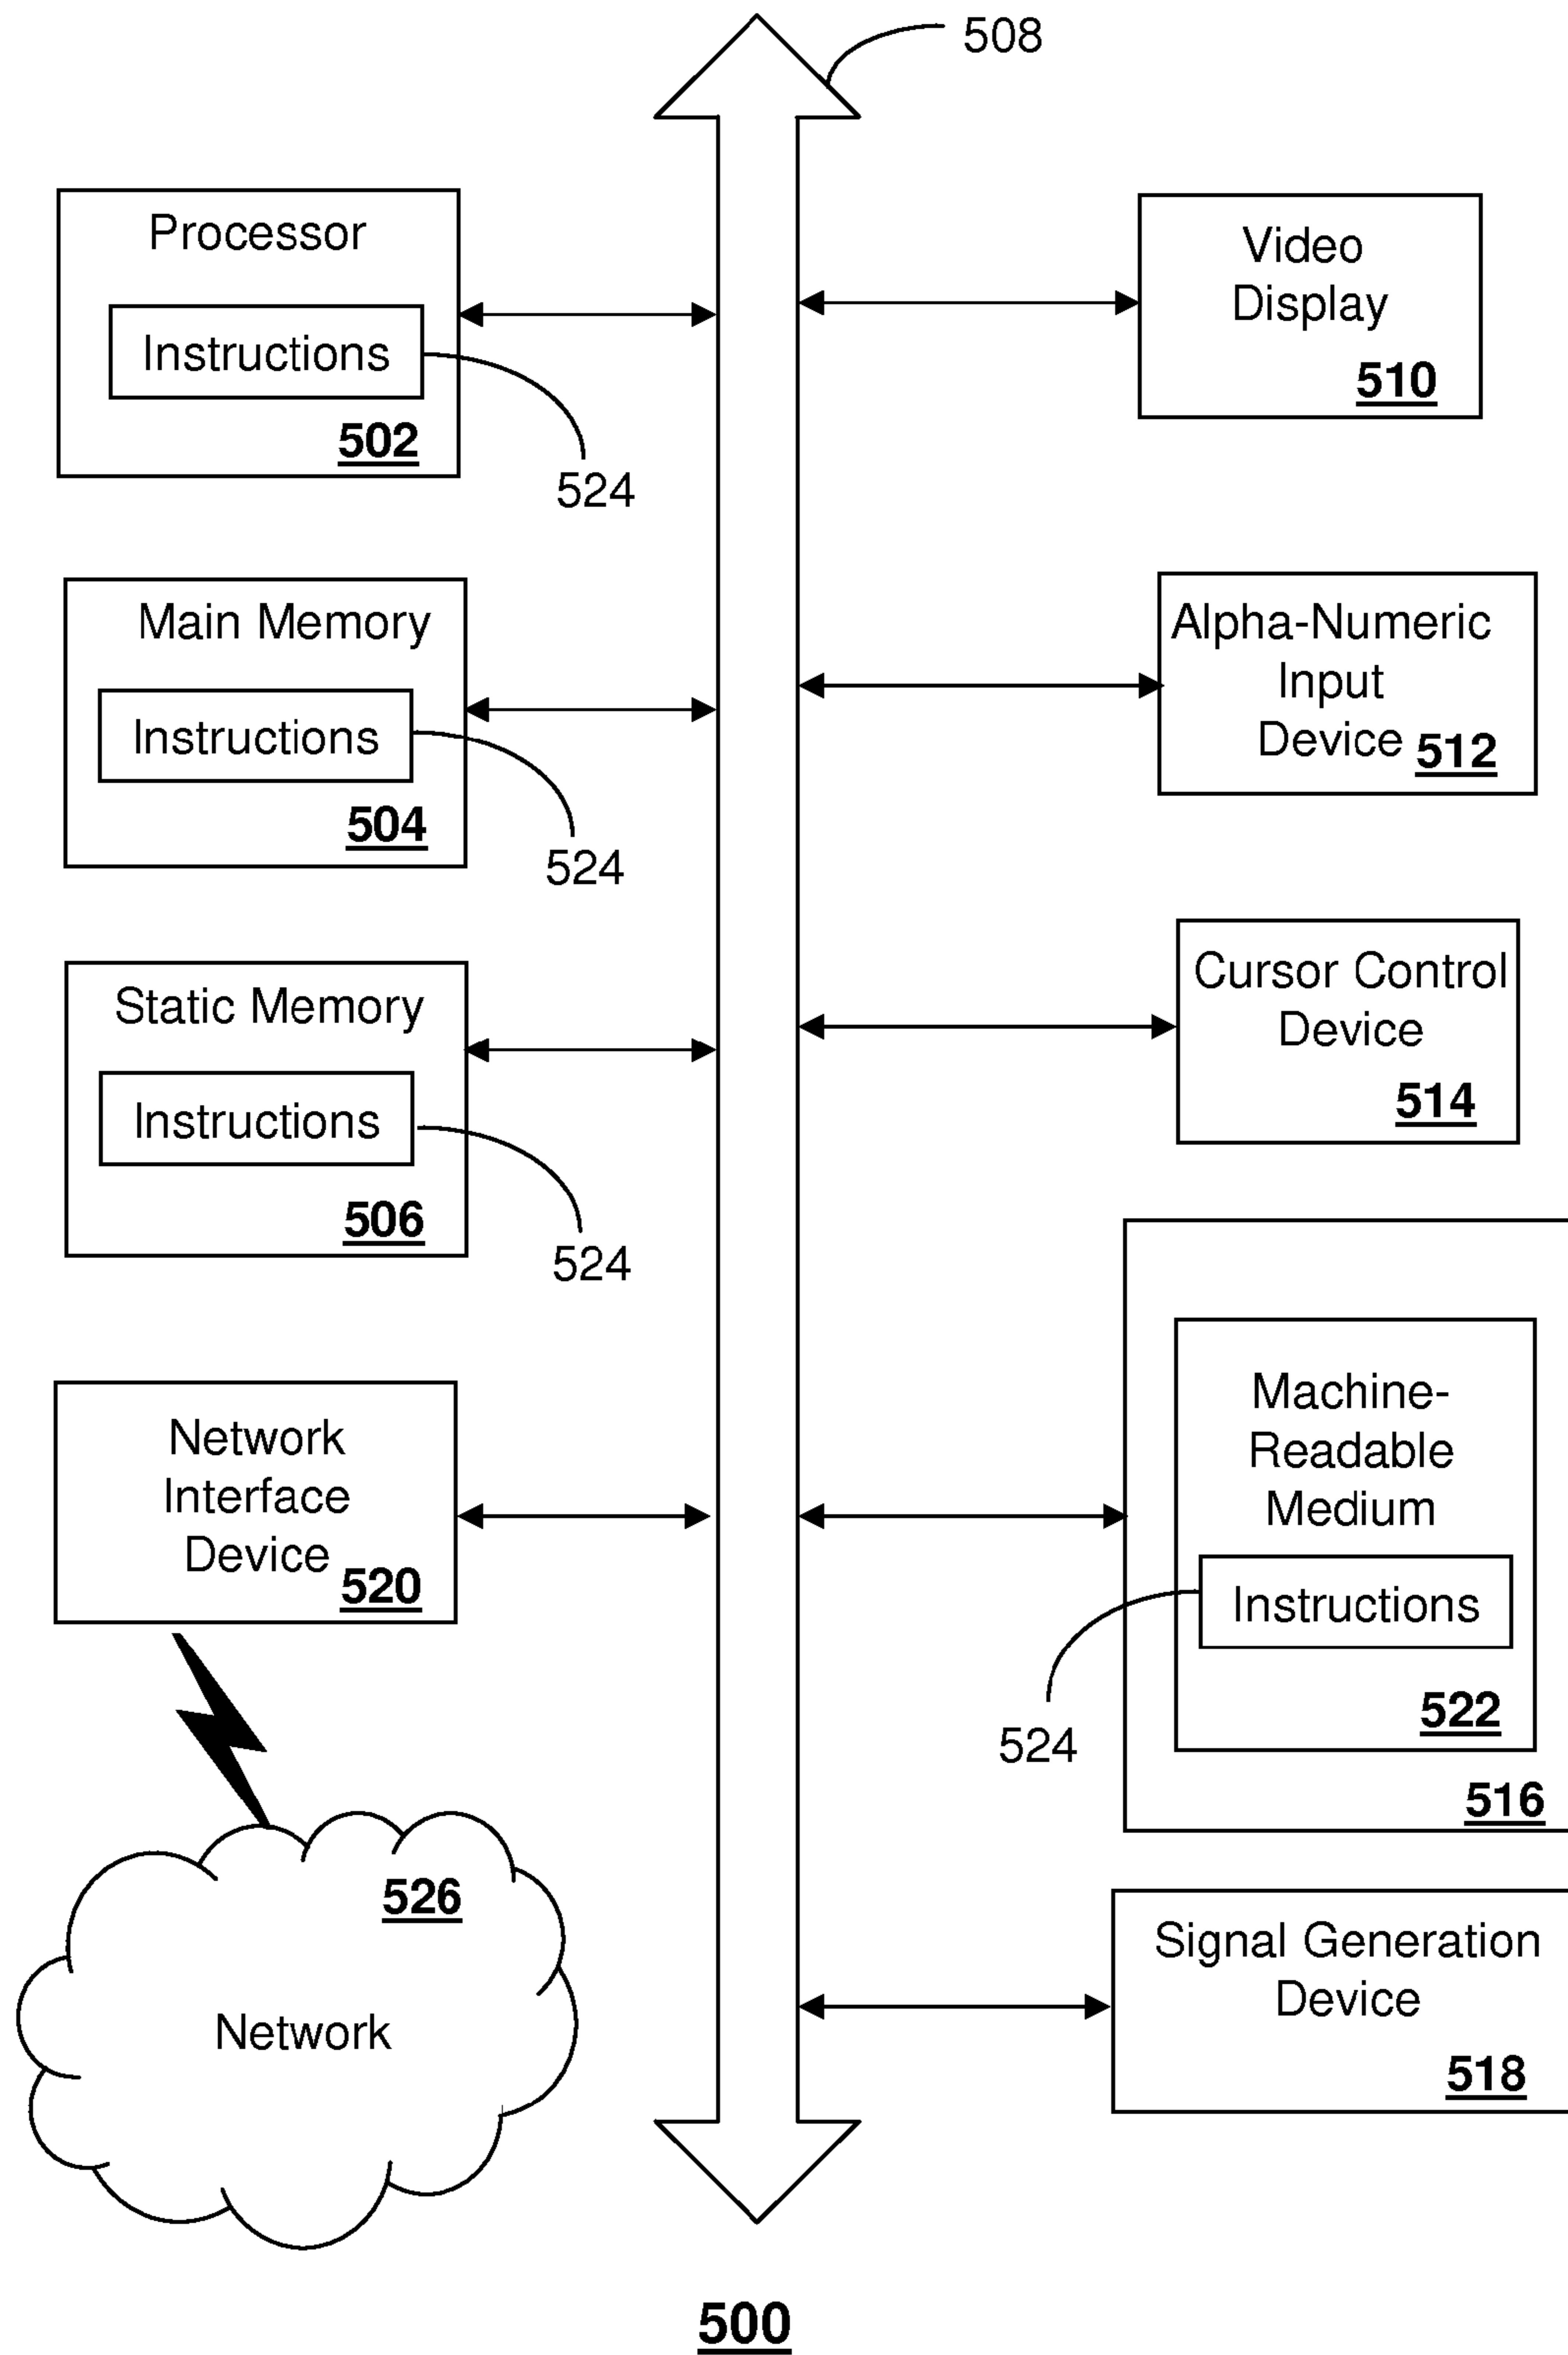 508
Processor
Instructions
502
524
Main Memory
Instructions
504
524
Static Memory
Instructions
506
524
Network
Interface
Device
520
526
Network
Video
Display
510
Alpha-Numeric
Input
Device
512
Cursor Control
Device
514
Machine-
Readable
Medium
Instructions
524
522
516
Signal Generation
Device
518
500